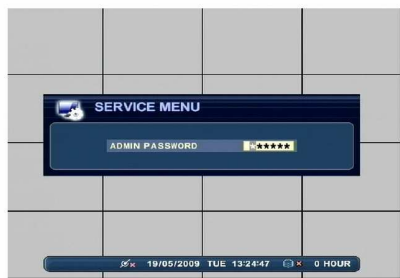 SERVICE MENU
ADMIN PASSWORD ******
19/05/2009 TUE 13:24:47 0 HOUR